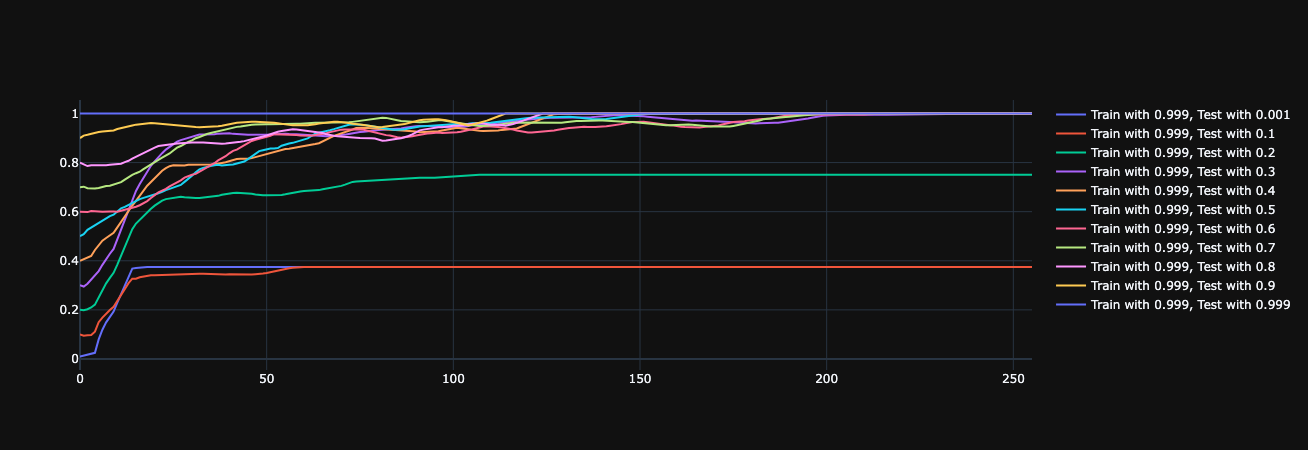 1
0.8
0.6
0.4
0.2
0
0 50 100 150 200 250
Train with 0.999, Test with 0.001
Train with 0.999, Test with 0.1
Train with 0.999, Test with 0.2
Train with 0.999, Test with 0.3
Train with 0.999, Test with 0.4
Train with 0.999, Test with 0.5
Train with 0.999, Test with 0.6
Train with 0.999, Test with 0.7
Train with 0.999, Test with 0.8
Train with 0.999, Test with 0.9
Train with 0.999, Test with 0.999